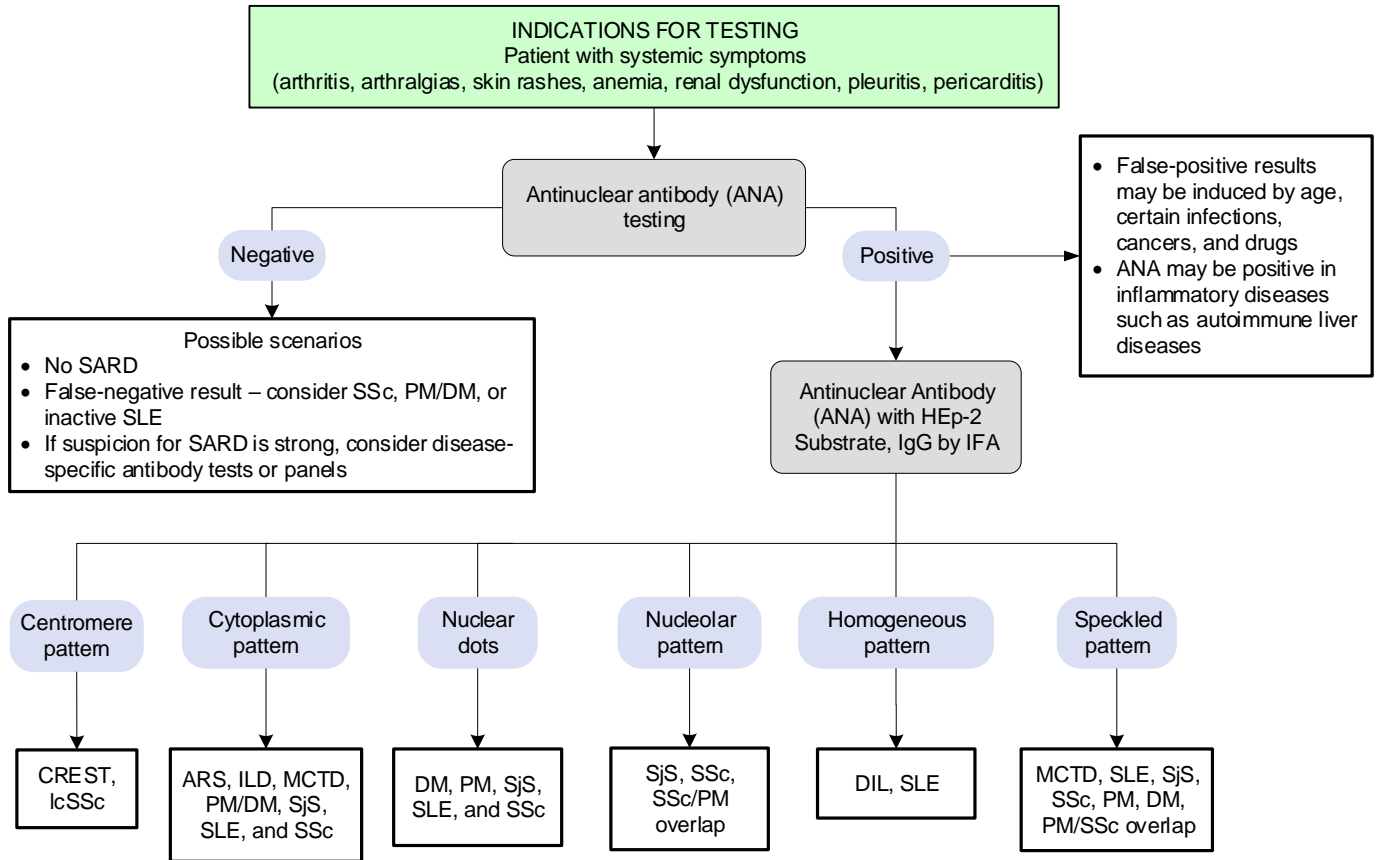 INDICATIONS FOR TESTING
Patient with systemic symptoms
(arthritis, arthralgias, skin rashes, anemia, renal dysfunction, pleuritis, pericarditis)
Antinuclear antibody (ANA)
testing
Negative
Positive
• False-positive results
may be induced by age,
certain infections,
cancers, and drugs
• ANA may be positive in
inflammatory diseases
such as autoimmune liver
diseases
Possible scenarios
• No SARD
• False-negative result – consider SSc, PM/DM, or
inactive SLE
• If suspicion for SARD is strong, consider disease-
specific antibody tests or panels
Antinuclear Antibody
(ANA) with HEp-2
Substrate, IgG by IFA
Centromere
pattern
Cytoplasmic
pattern
Nuclear
dots
Nucleolar
pattern
Homogeneous
pattern
Speckled
pattern
CREST,
lcSSc
ARS, ILD, MCTD,
PM/DM, SjS,
SLE, and SSc
DM, PM, SjS,
SLE, and SSc
SjS, SSc,
SSc/PM
overlap
DIL, SLE
MCTD, SLE, SjS,
SSc, PM, DM,
PM/SSc overlap